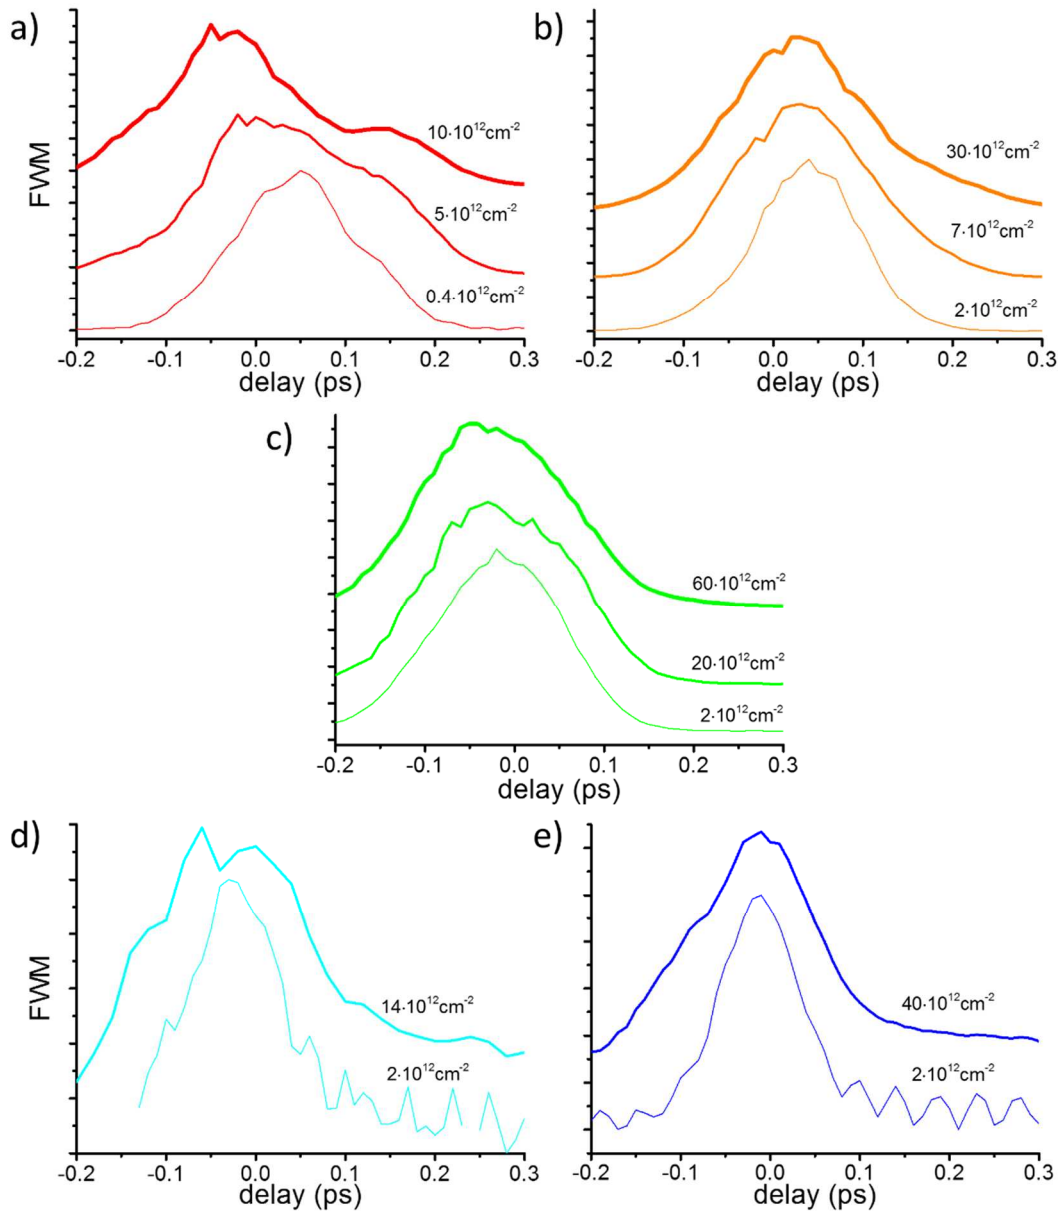 a)
FWM
10·10¹²cm⁻²
5·10¹²cm⁻²
0.4·10¹²cm⁻²
-0.2 -0.1 0.0 0.1 0.2 0.3
delay (ps)
b)
30·10¹²cm⁻²
7·10¹²cm⁻²
2·10¹²cm⁻²
-0.2 -0.1 0.0 0.1 0.2 0.3
delay (ps)
c)
60·10¹²cm⁻²
20·10¹²cm⁻²
2·10¹²cm⁻²
-0.2 -0.1 0.0 0.1 0.2 0.3
delay (ps)
d)
FWM
14·10¹²cm⁻²
2·10¹²cm⁻²
-0.2 -0.1 0.0 0.1 0.2 0.3
delay (ps)
e)
40·10¹²cm⁻²
2·10¹²cm⁻²
-0.2 -0.1 0.0 0.1 0.2 0.3
delay (ps)